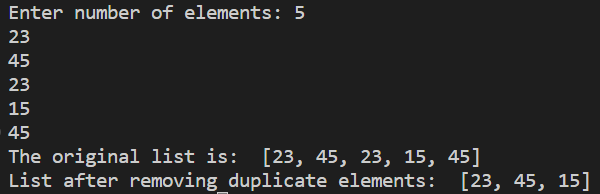 Enter number of elements: 5
23
45
23
15
45
The original list is:  [23, 45, 23, 15, 45]
List after removing duplicate elements:  [23, 45, 15]